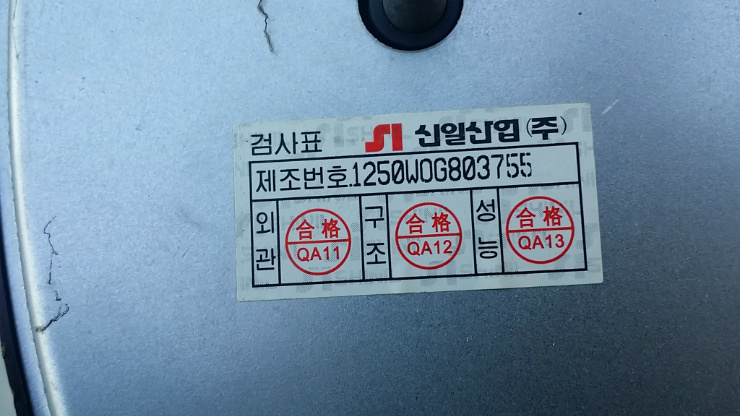 검사표 SI 신일산업(주)
제조번호.1250WOG803755
외관 合格 QA11 구조 合格 QA12 성능 合格 QA13